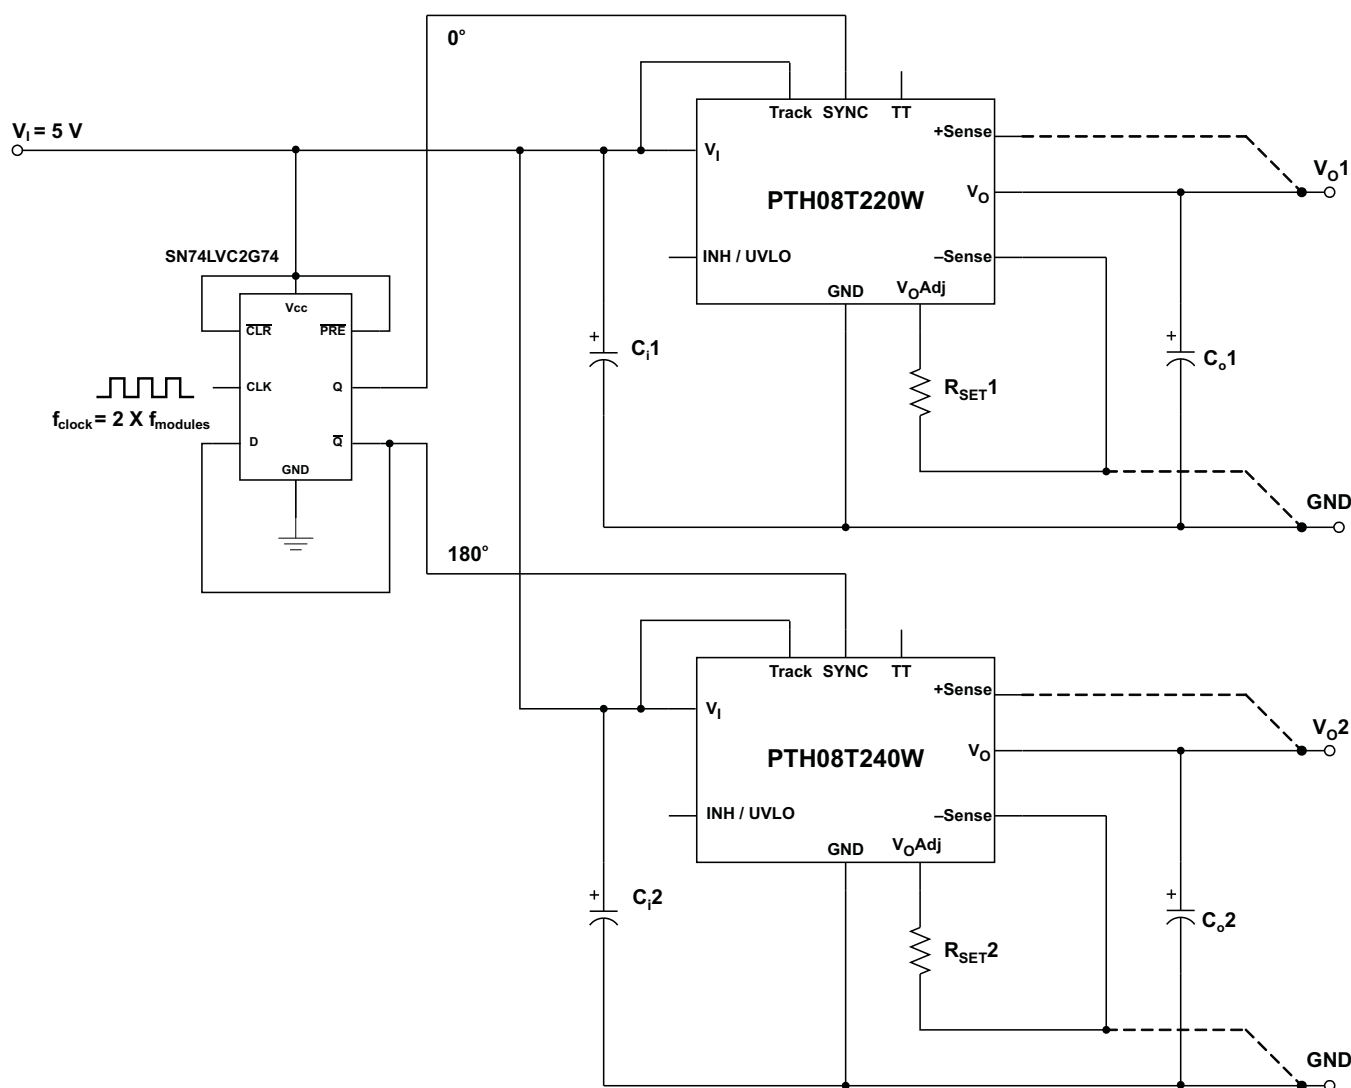 0°
Track SYNC TT
+Sense
V_I = 5 V
V_I
V_O1
PTH08T220W
V_O
SN74LVC2G74
INH / UVLO
–Sense
GND
V_OAdj
Vcc
CLR
PRE
+
C_i1
+
C_o1
CLK
Q
R_SET1
f_clock = 2 X f_modules
D
Q
GND
GND
180°
Track SYNC TT
+Sense
V_I
V_O2
PTH08T240W
V_O
INH / UVLO
–Sense
GND
V_OAdj
+
C_i2
+
C_o2
R_SET2
GND